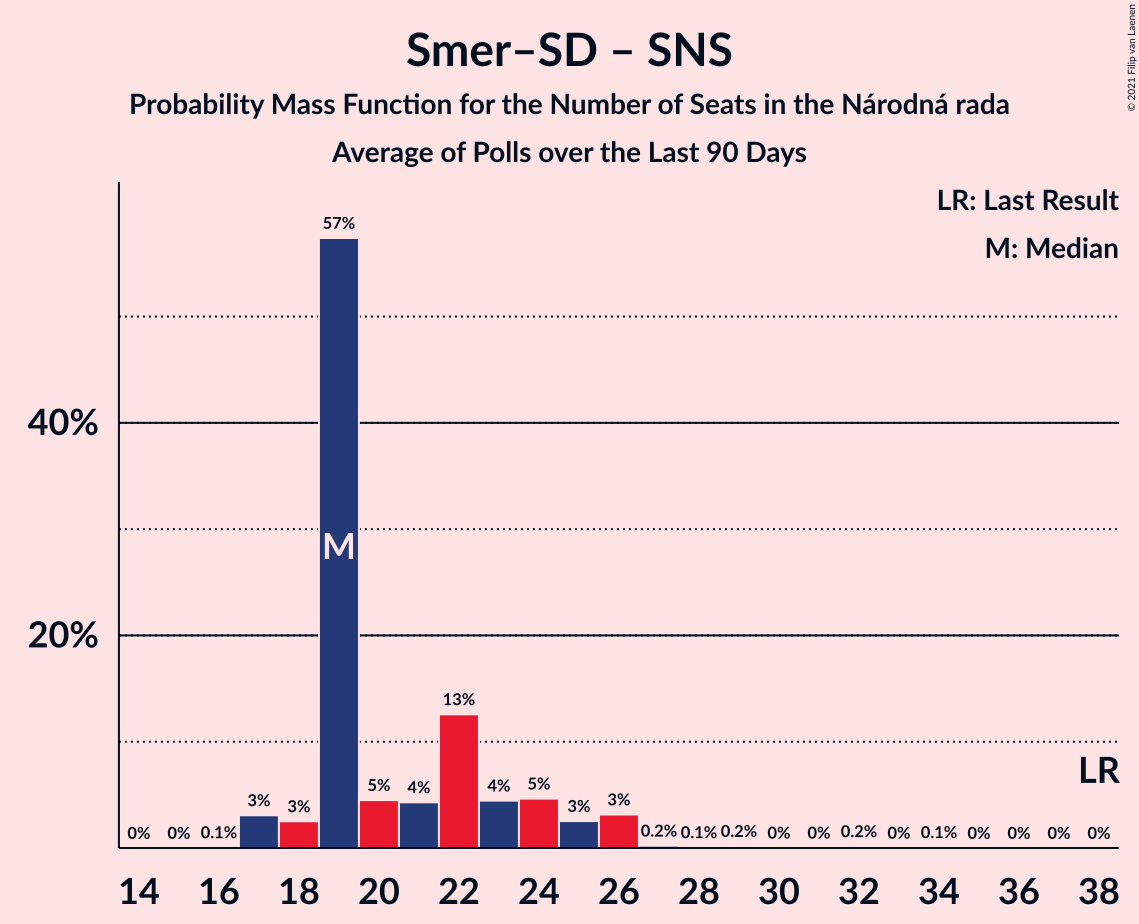 Smer–SD – SNS
Probability Mass Function for the Number of Seats in the Národná rada
Average of Polls over the Last 90 Days
© 2021 Filip van Laenen
LR: Last Result
M: Median
57%
40%
M
20%
13%
LR
0% 0% 0.1% 3% 3% 5% 4% 4% 5% 3% 3% 0.2% 0.1% 0.2% 0% 0% 0.2% 0% 0.1% 0% 0% 0% 0%
14 16 18 20 22 24 26 28 30 32 34 36 38